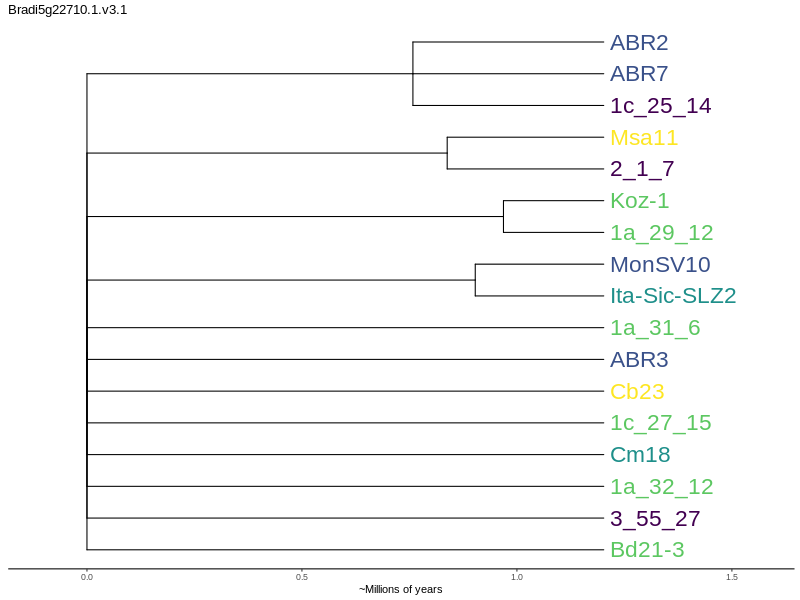 Bradi5g22710.1.v3.1
ABR2
ABR7
1c_25_14
Msa11
2_1_7
Koz-1
1a_29_12
MonSV10
Ita-Sic-SLZ2
1a_31_6
ABR3
Cb23
1c_27_15
Cm18
1a_32_12
3_55_27
Bd21-3
0.0 0.5 1.0 1.5
~Millions of years